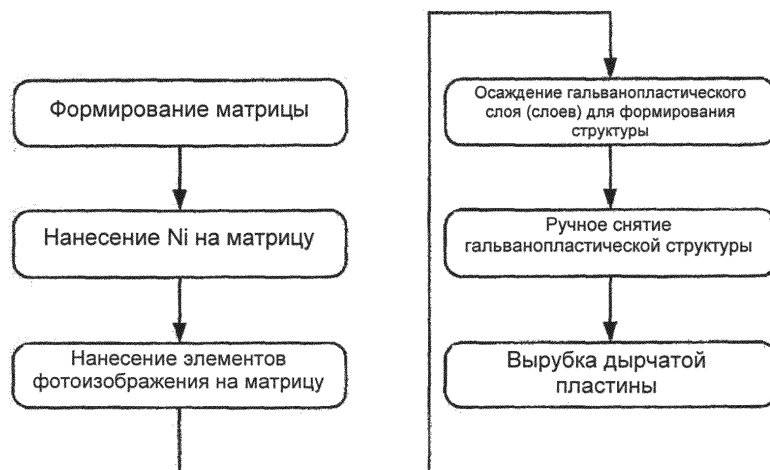 Формирование матрицы
Нанесение Ni на матрицу
Нанесение элементов
фотоизображения на матрицу
Осаждение гальванопластического
слоя (слоев) для формирования
структуры
Ручное снятие
гальванопластической структуры
Вырубка дырчатой
пластины